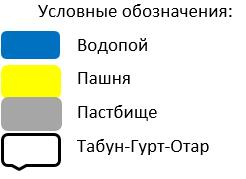 Условные обозначения:
Водопой
Пашня
Пастбище
Табун-Гурт-Отар